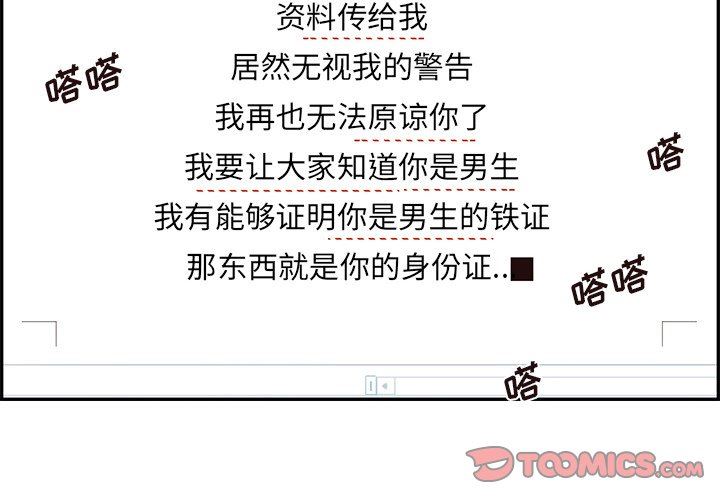 资料传给我
居然无视我的警告
嗒嗒
我再也无法原谅你了
嗒
我要让大家知道你是男生
我有能够证明你是男生的铁证
那东西就是你的身份证..■
嗒嗒
嗒
TOOMICS.COM